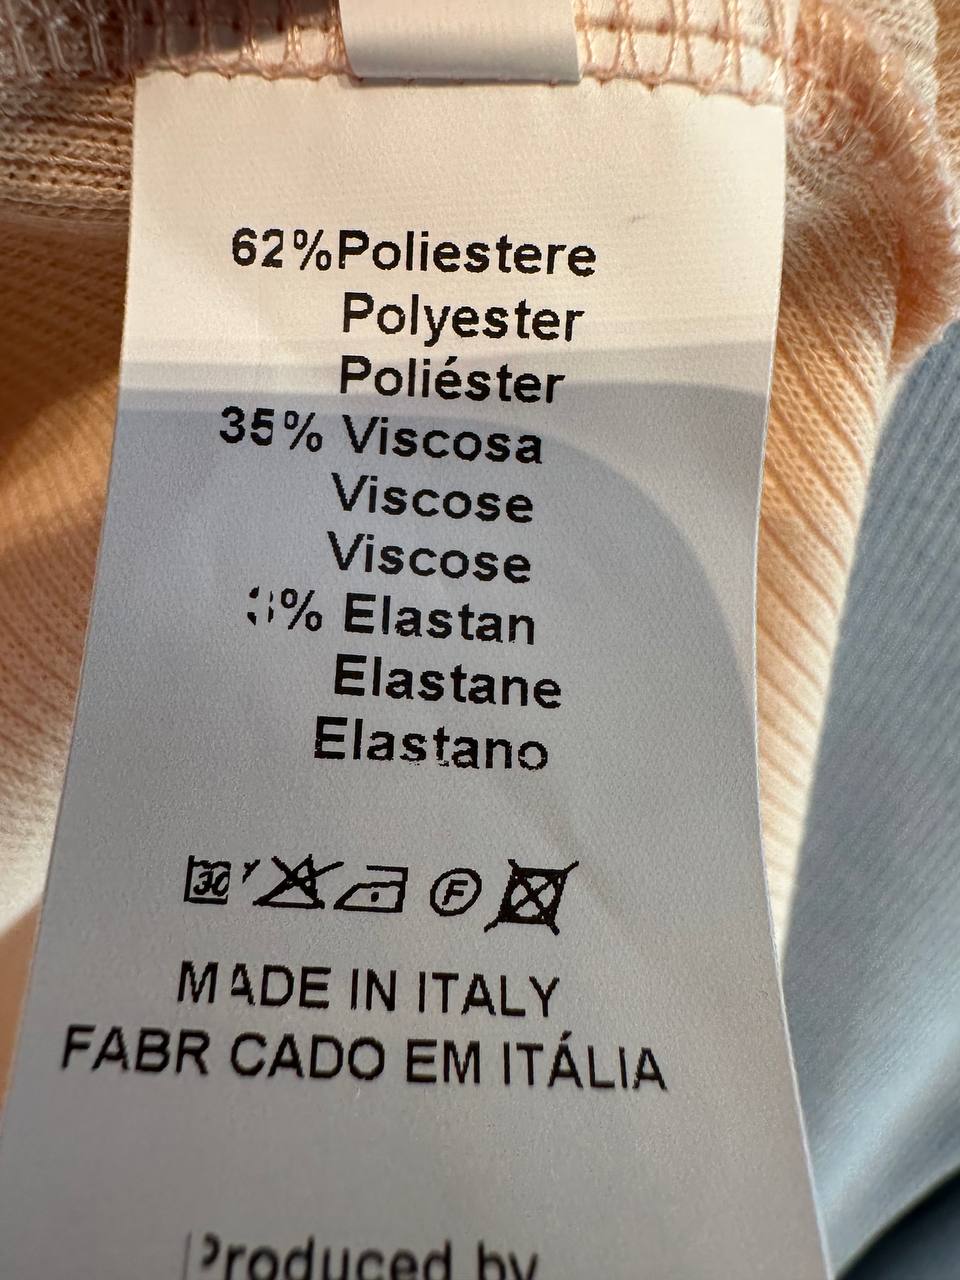 62%Poliestere
Polyester
Poliéster
35% Viscosa
Viscose
Viscose
3% Elastan
Elastane
Elastano
30 F
MADE IN ITALY
FABR CADO EM ITÁLIA
Produced by